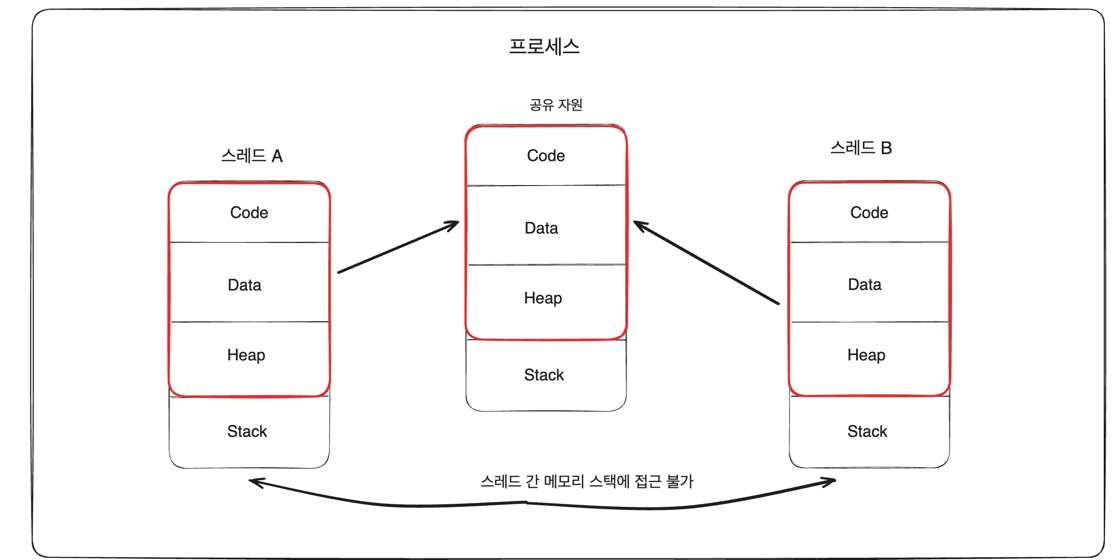 프로세스
공유 자원
스레드 A
Code
Data
Heap
Stack
Code
Data
Heap
Stack
스레드 B
Code
Data
Heap
Stack
스레드 간 메모리 스택에 접근 불가